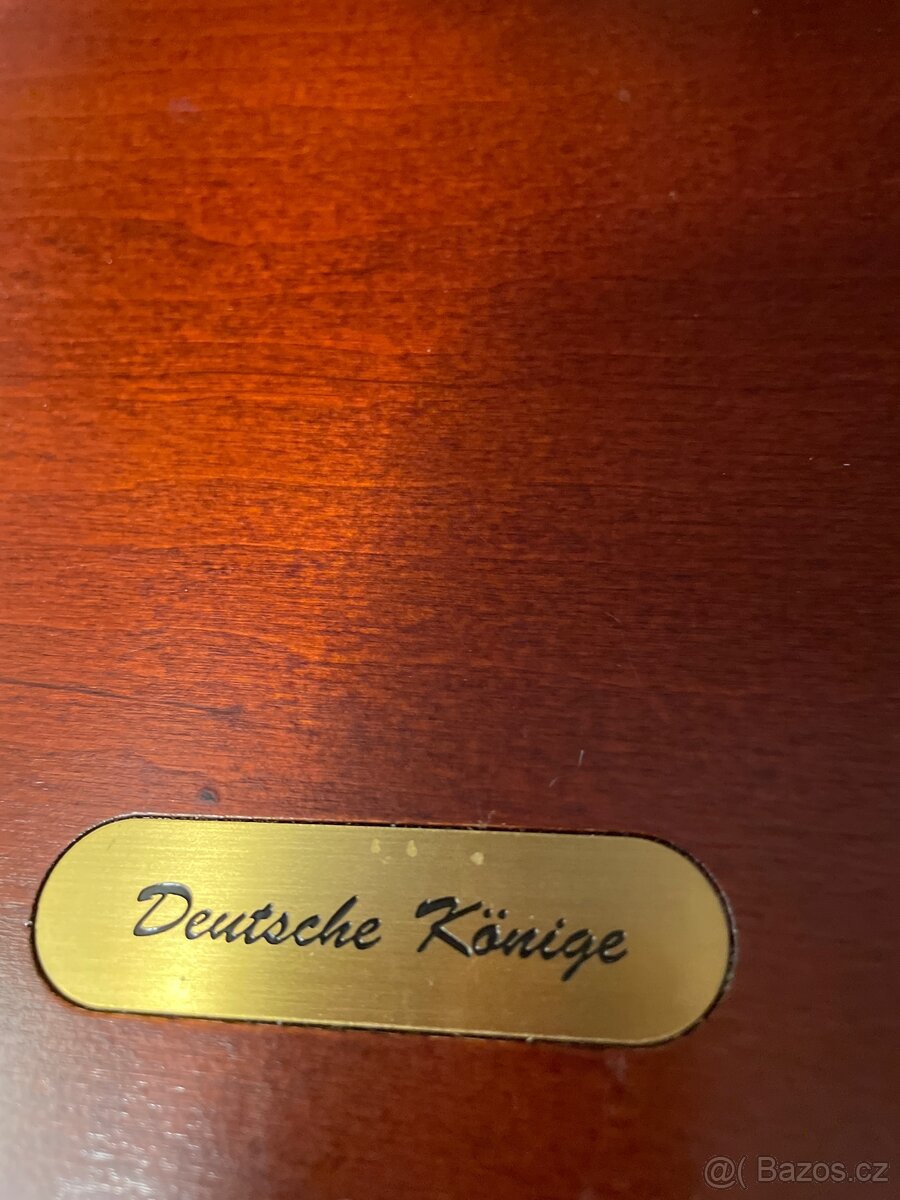 Deutsche Könige
@( Bazos.cz